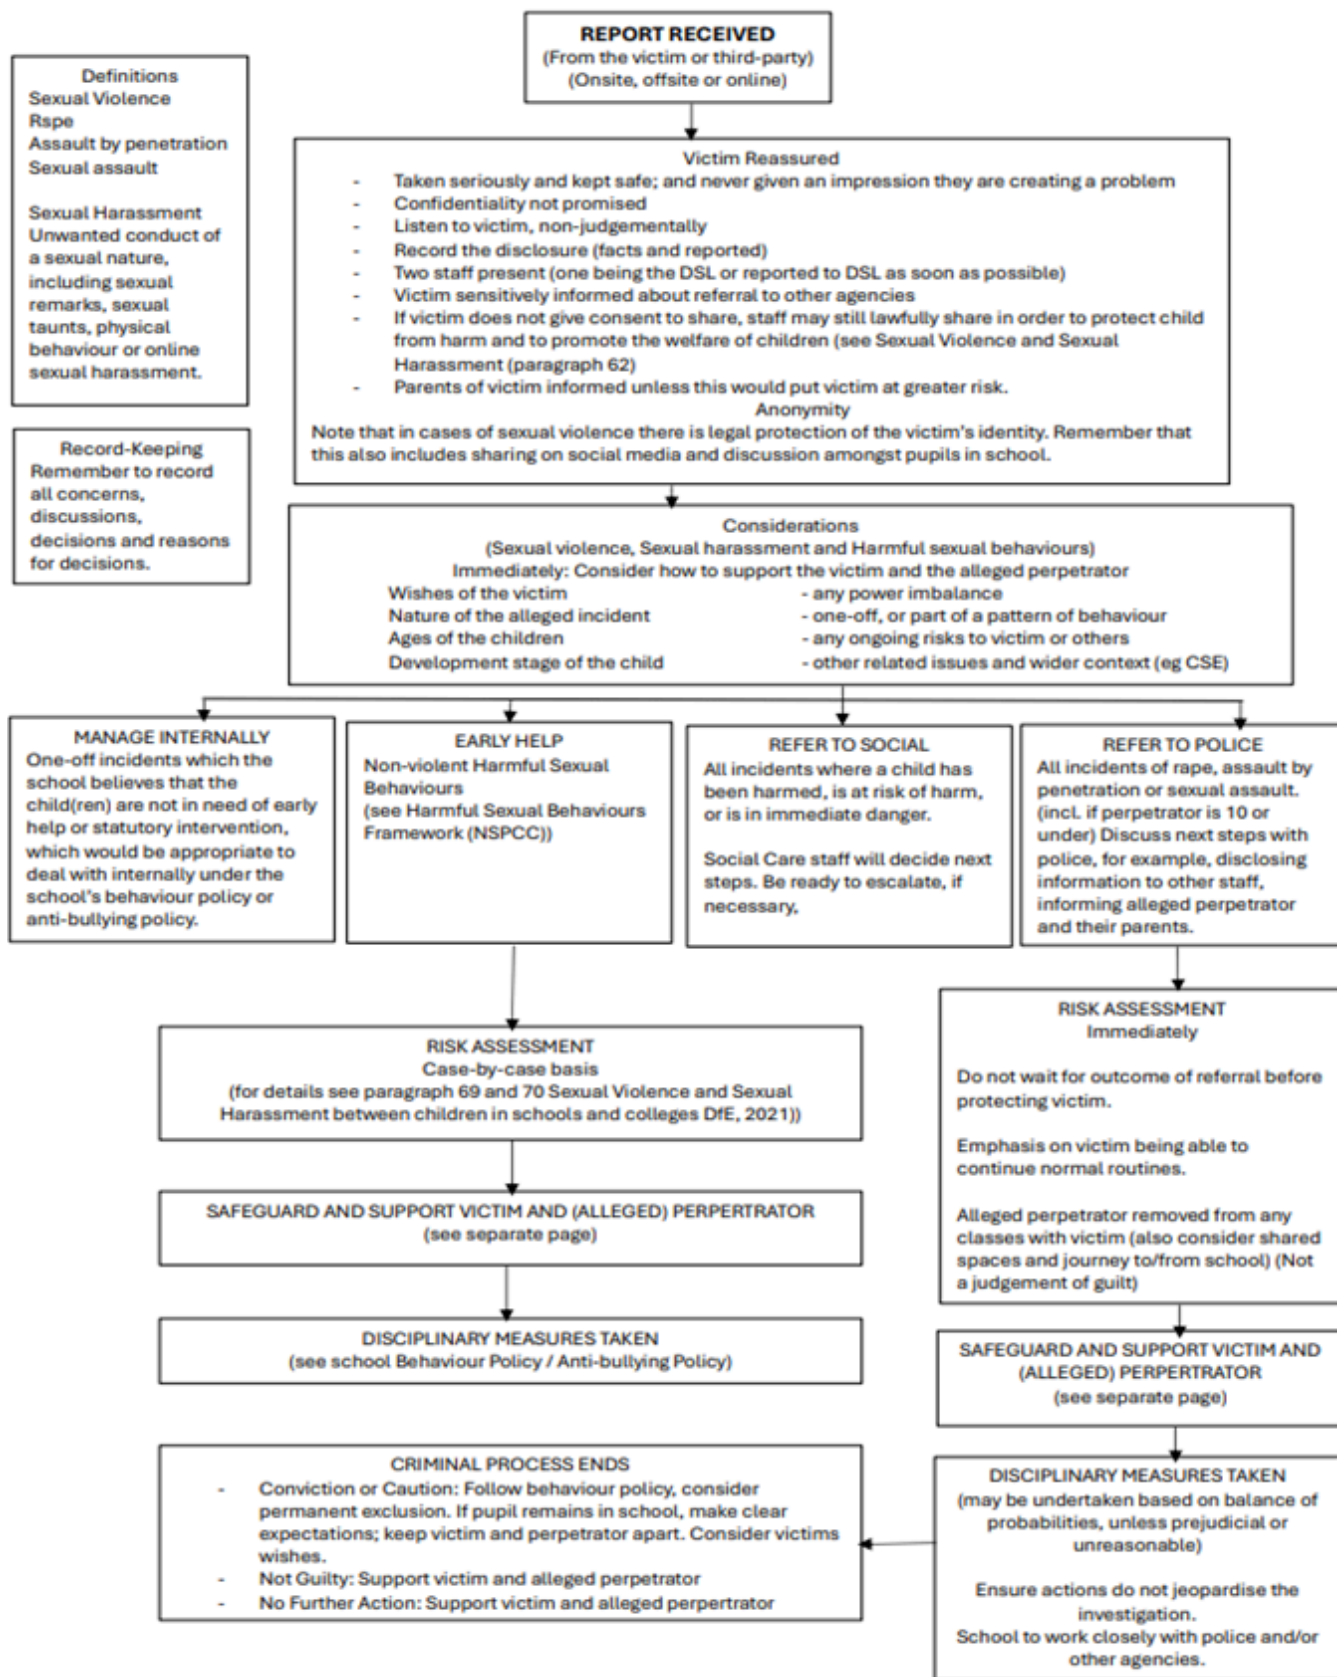 REPORT RECEIVED
(From the victim or third-party)
(Onsite, offsite or online)
Definitions
Sexual Violence
Rspe
Assault by penetration
Sexual assault
Sexual Harassment
Unwanted conduct of
a sexual nature,
including sexual
remarks, sexual
taunts, physical
behaviour or online
sexual harassment.
Record-Keeping
Remember to record
all concerns,
discussions,
decisions and reasons
for decisions.
Victim Reassured
- Taken seriously and kept safe; and never given an impression they are creating a problem
- Confidentiality not promised
- Listen to victim, non-judgementally
- Record the disclosure (facts and reported)
- Two staff present (one being the DSL or reported to DSL as soon as possible)
- Victim sensitively informed about referral to other agencies
- If victim does not give consent to share, staff may still lawfully share in order to protect child
from harm and to promote the welfare of children (see Sexual Violence and Sexual
Harassment (paragraph 62)
- Parents of victim informed unless this would put victim at greater risk.
Anonymity
Note that in cases of sexual violence there is legal protection of the victim's identity. Remember that
this also includes sharing on social media and discussion amongst pupils in school.
Considerations
(Sexual violence, Sexual harassment and Harmful sexual behaviours)
Immediately: Consider how to support the victim and the alleged perpetrator
Wishes of the victim - any power imbalance
Nature of the alleged incident - one-off, or part of a pattern of behaviour
Ages of the children - any ongoing risks to victim or others
Development stage of the child - other related issues and wider context (eg CSE)
MANAGE INTERNALLY
One-off incidents which the
school believes that the
child(ren) are not in need of early
help or statutory intervention,
which would be appropriate to
deal with internally under the
school's behaviour policy or
anti-bullying policy.
EARLY HELP
Non-violent Harmful Sexual
Behaviours
(see Harmful Sexual Behaviours
Framework (NSPCC))
REFER TO SOCIAL
All incidents where a child has
been harmed, is at risk of harm,
or is in immediate danger.
Social Care staff will decide next
steps. Be ready to escalate, if
necessary,
REFER TO POLICE
All incidents of rape, assault by
penetration or sexual assault.
(incl. if perpetrator is 10 or
under) Discuss next steps with
police, for example, disclosing
information to other staff,
informing alleged perpetrator
and their parents.
RISK ASSESSMENT
Case-by-case basis
(for details see paragraph 69 and 70 Sexual Violence and Sexual
Harassment between children in schools and colleges DfE, 2021))
SAFEGUARD AND SUPPORT VICTIM AND (ALLEGED) PERPERTRATOR
(see separate page)
DISCIPLINARY MEASURES TAKEN
(see school Behaviour Policy / Anti-bullying Policy)
RISK ASSESSMENT
Immediately
Do not wait for outcome of referral before
protecting victim.
Emphasis on victim being able to
continue normal routines.
Alleged perpetrator removed from any
classes with victim (also consider shared
spaces and journey to/from school) (Not
a judgement of guilt)
SAFEGUARD AND SUPPORT VICTIM AND
(ALLEGED) PERPERTRATOR
(see separate page)
DISCIPLINARY MEASURES TAKEN
(may be undertaken based on balance of
probabilities, unless prejudicial or
unreasonable)
Ensure actions do not jeopardise the
investigation.
School to work closely with police and/or
other agencies.
CRIMINAL PROCESS ENDS
- Conviction or Caution: Follow behaviour policy, consider
permanent exclusion. If pupil remains in school, make clear
expectations; keep victim and perpetrator apart. Consider victims
wishes.
- Not Guilty: Support victim and alleged perpetrator
- No Further Action: Support victim and alleged perpertrator